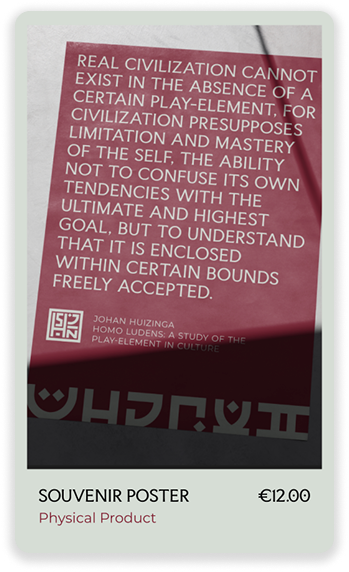 REAL CIVILIZATION CANNOT
EXIST IN THE ABSENCE OF A
CERTAIN PLAY-ELEMENT, FOR
CIVILIZATION PRESUPPOSES
LIMITATION AND MASTERY
OF THE SELF, THE ABILITY
NOT TO CONFUSE ITS OWN
TENDENCIES WITH THE
ULTIMATE AND HIGHEST
GOAL, BUT TO UNDERSTAND
THAT IT IS ENCLOSED
WITHIN CERTAIN BOUNDS
FREELY ACCEPTED.
JOHAN HUIZINGA
HOMO LUDENS: A STUDY OF THE
PLAY-ELEMENT IN CULTURE
SOUVENIR POSTER
€12.00
Physical Product